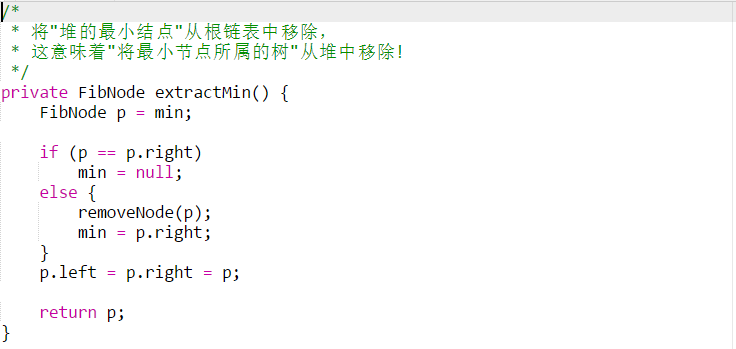 /*
 * 将"堆的最小结点"从根链表中移除，
 * 这意味着"将最小节点所属的树"从堆中移除!
 */
private FibNode extractMin() {
    FibNode p = min;

    if (p == p.right)
        min = null;
    else {
        removeNode(p);
        min = p.right;
    }
    p.left = p.right = p;

    return p;
}